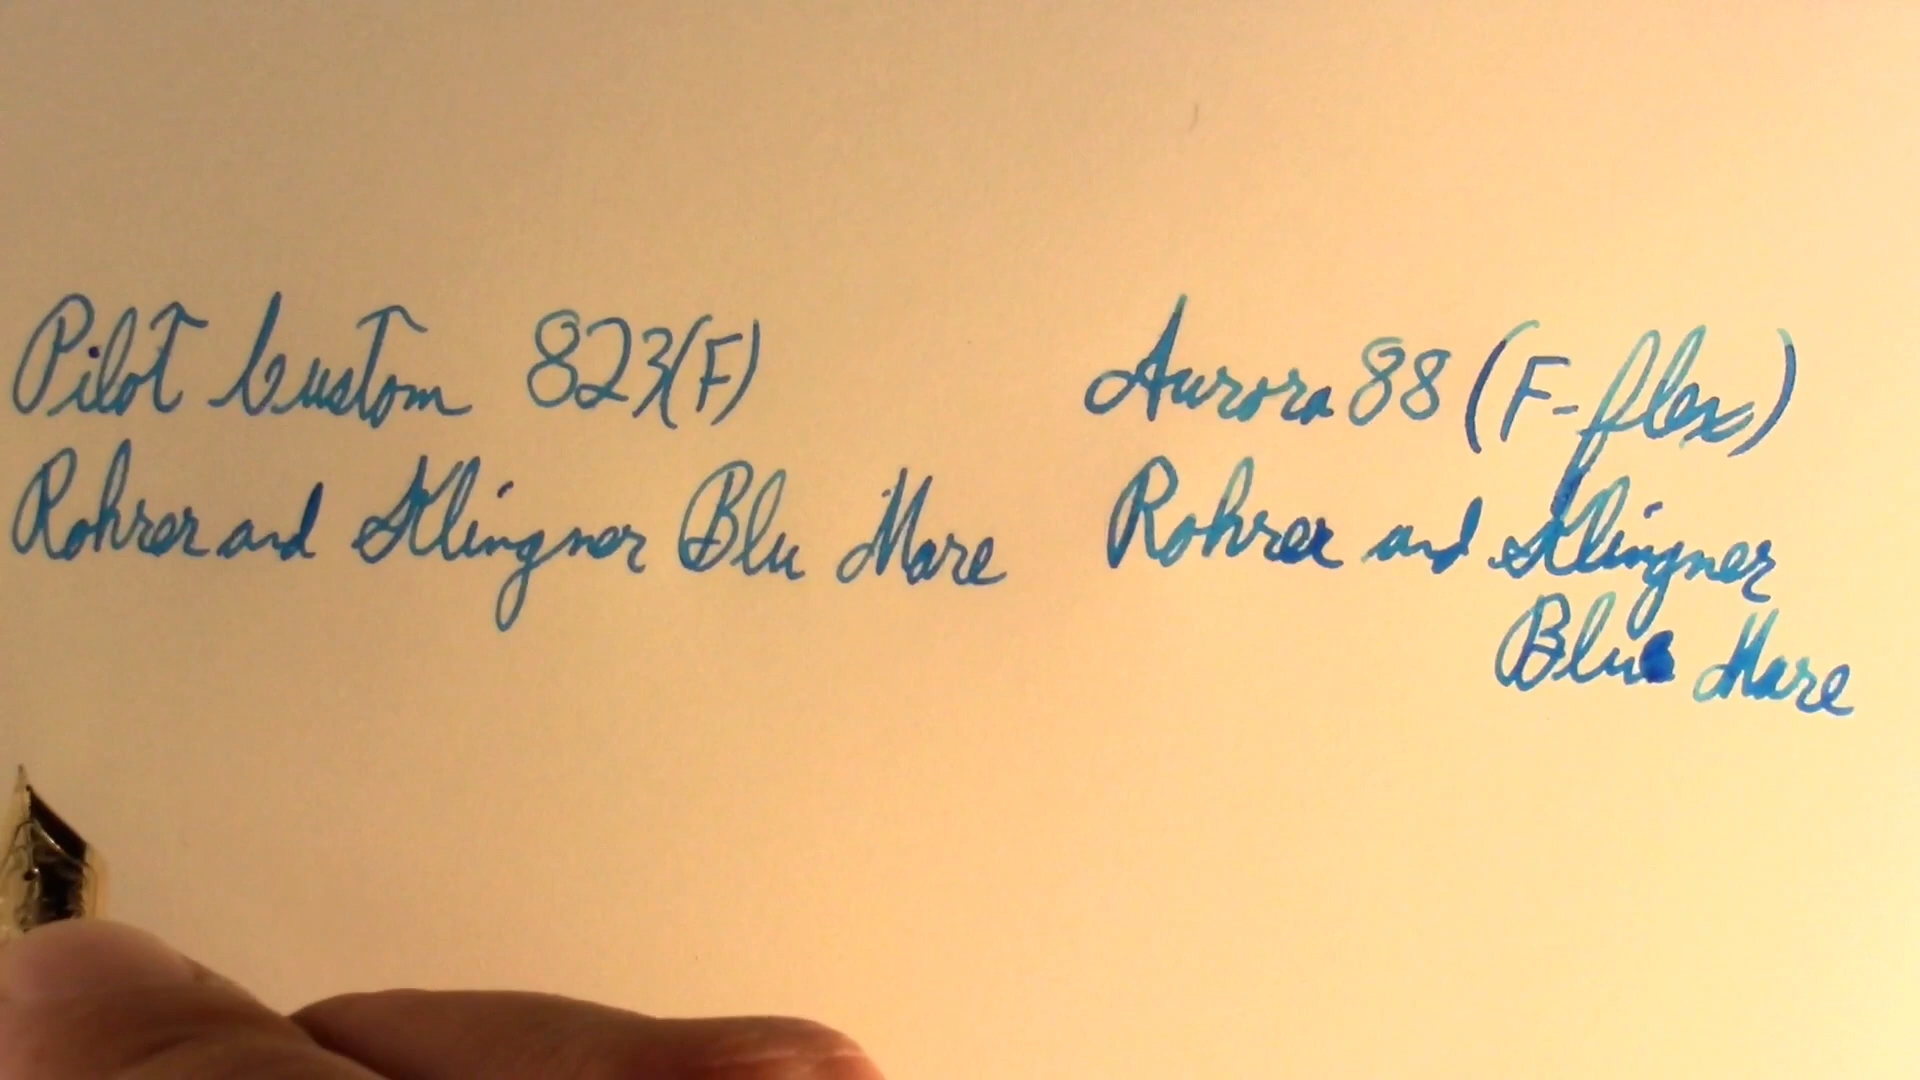 Pilot Custom 823(F)
Rohrer and Klingner Blu Mare
Aurora 88 (F-flex)
Rohrer and Klingner
Blu Mare